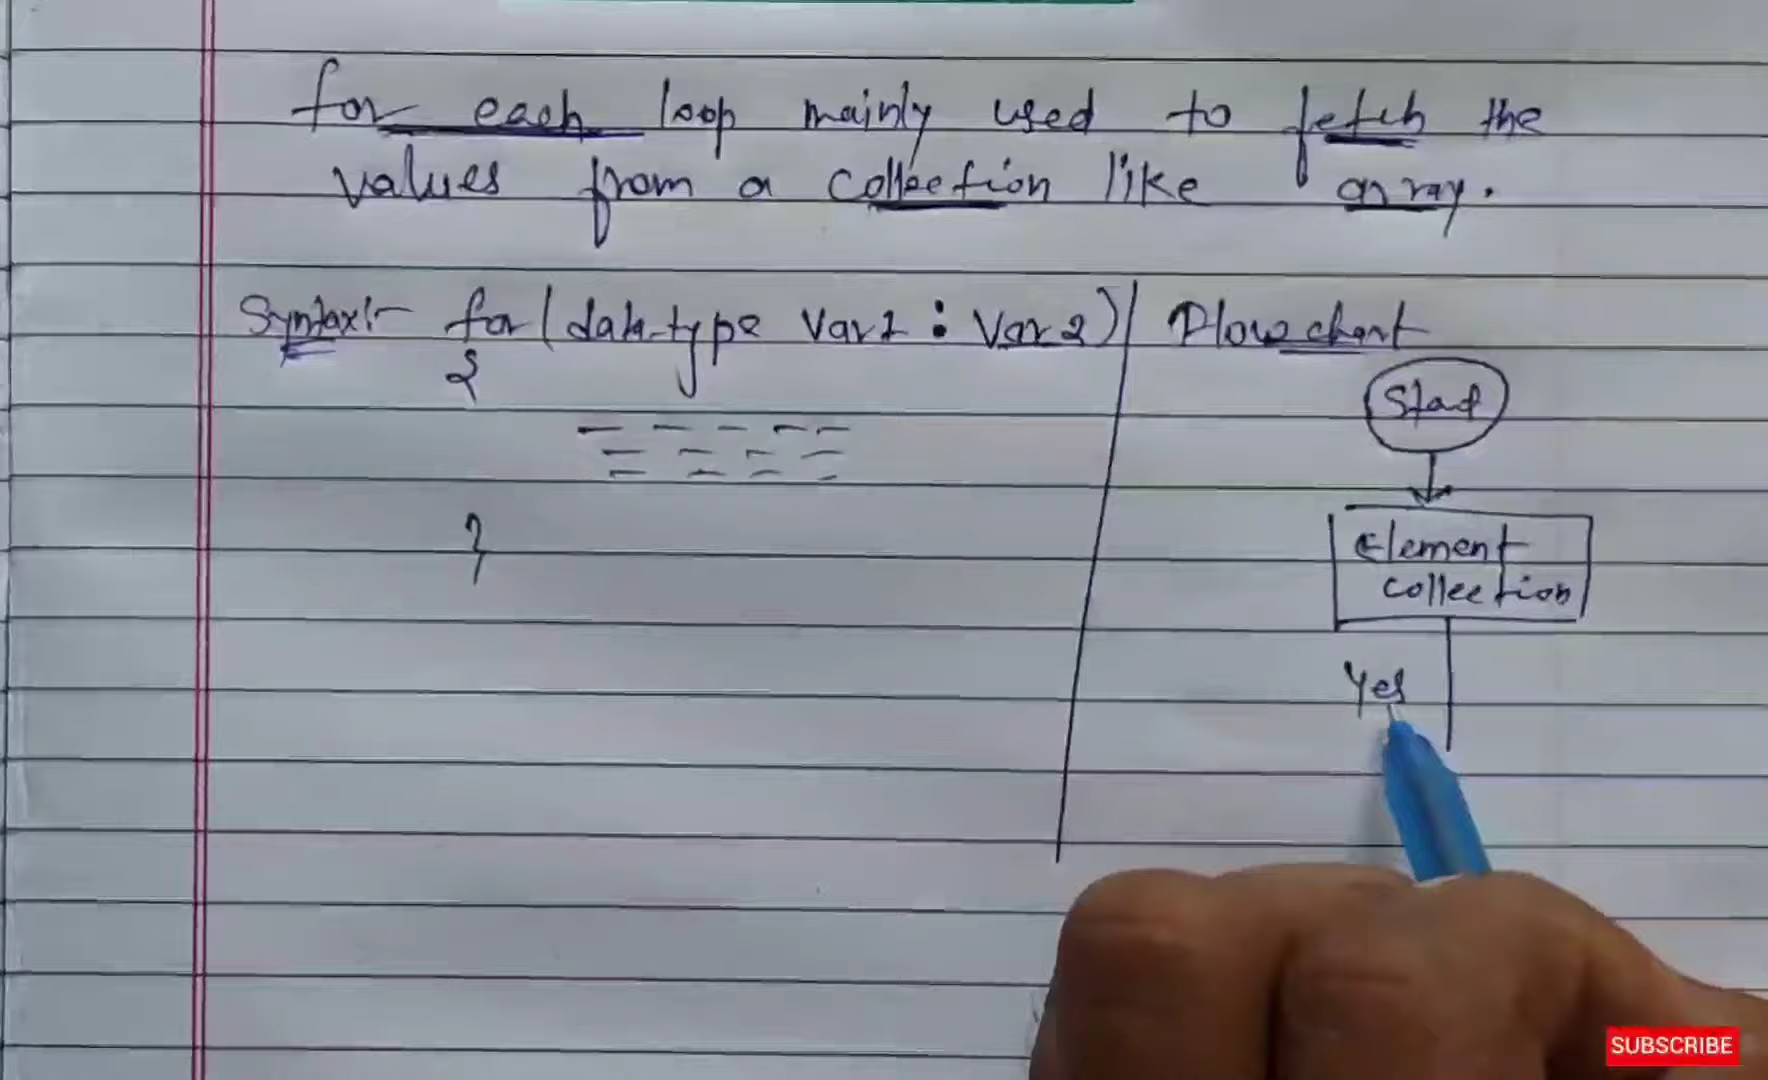 for each loop mainly used to fetch the
values from a collection like array.
Syntax:- for(data-type Var1 : Var2)
{
}
Flowchart
Start
Element
collection
Yes
SUBSCRIBE